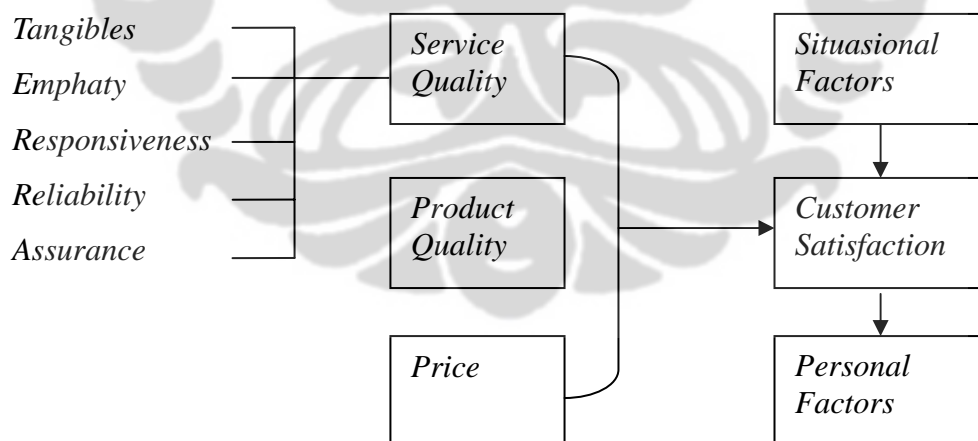 Tangibles
Emphaty
Responsiveness
Reliability
Assurance
Service
Quality
Product
Quality
Price
Situasional
Factors
Customer
Satisfaction
Personal
Factors